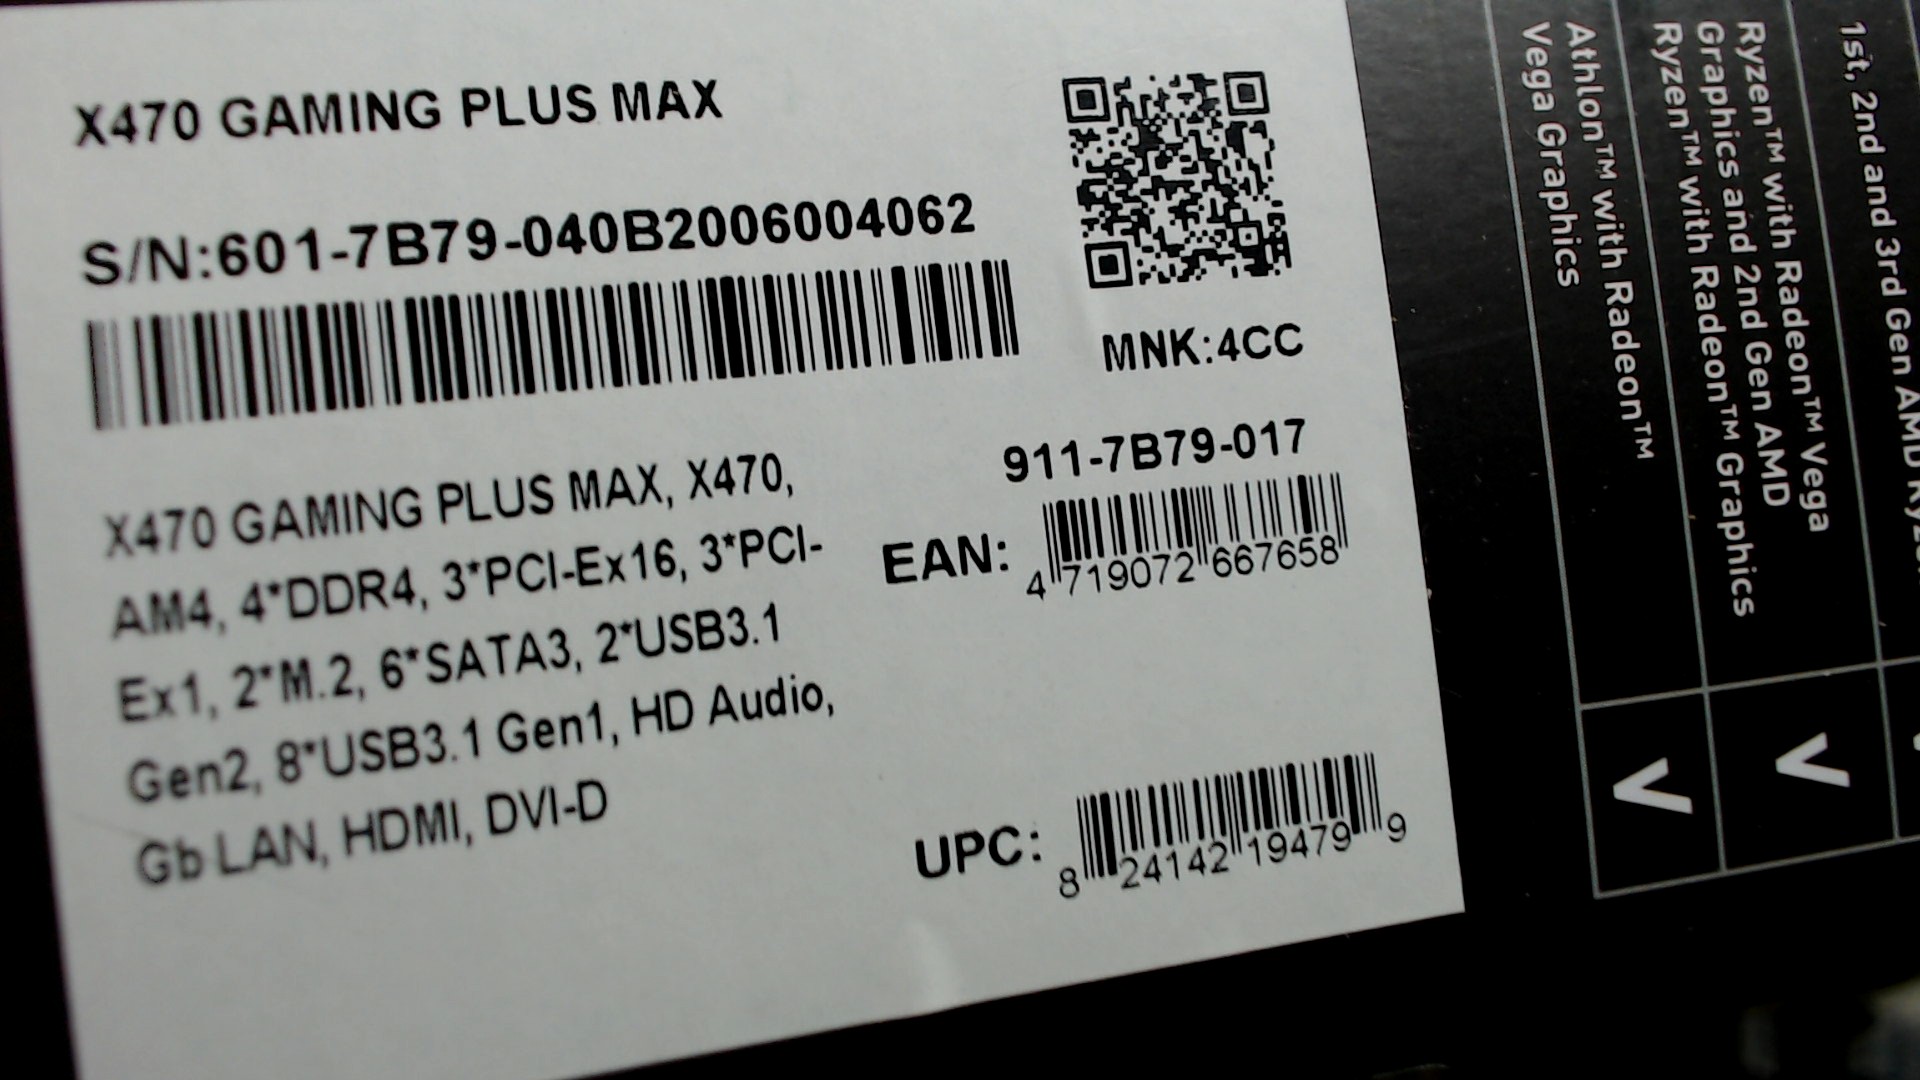 X470 GAMING PLUS MAX
S/N:601-7B79-040B2006004062
MNK:4CC
X470 GAMING PLUS MAX, X470,
AM4, 4*DDR4, 3*PCI-Ex16, 3*PCI-
Ex1, 2*M.2, 6*SATA3, 2*USB3.1
Gen2, 8*USB3.1 Gen1, HD Audio,
Gb LAN, HDMI, DVI-D
911-7B79-017
EAN:
4 719072 667658
UPC:
8 24142 19479 9
1st, 2nd and 3rd Gen AMD
Ryzen™ with Radeon™ Vega
Graphics and 2nd Gen AMD
Ryzen™ with Radeon™ Graphics
Athlon™ with Radeon™
Vega Graphics